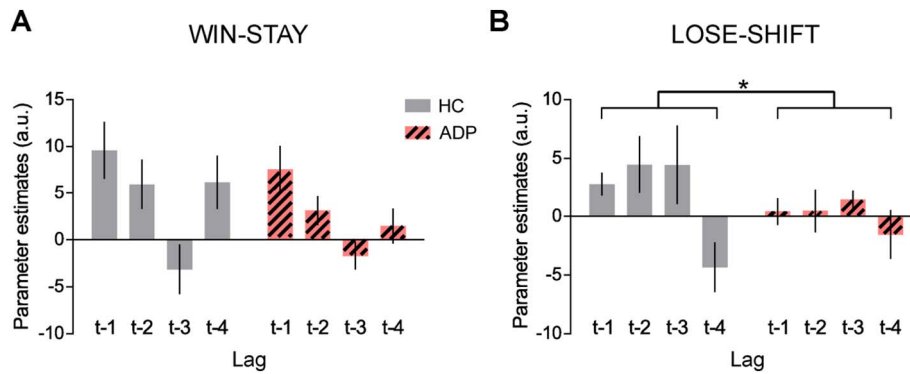 A
WIN-STAY
Parameter estimates (a.u.)
15
10
5
0
-5
-10
t-1 t-2 t-3 t-4 t-1 t-2 t-3 t-4
Lag
HC
ADP
B
LOSE-SHIFT
Parameter estimates (a.u.)
*
10
5
0
-5
-10
t-1 t-2 t-3 t-4 t-1 t-2 t-3 t-4
Lag